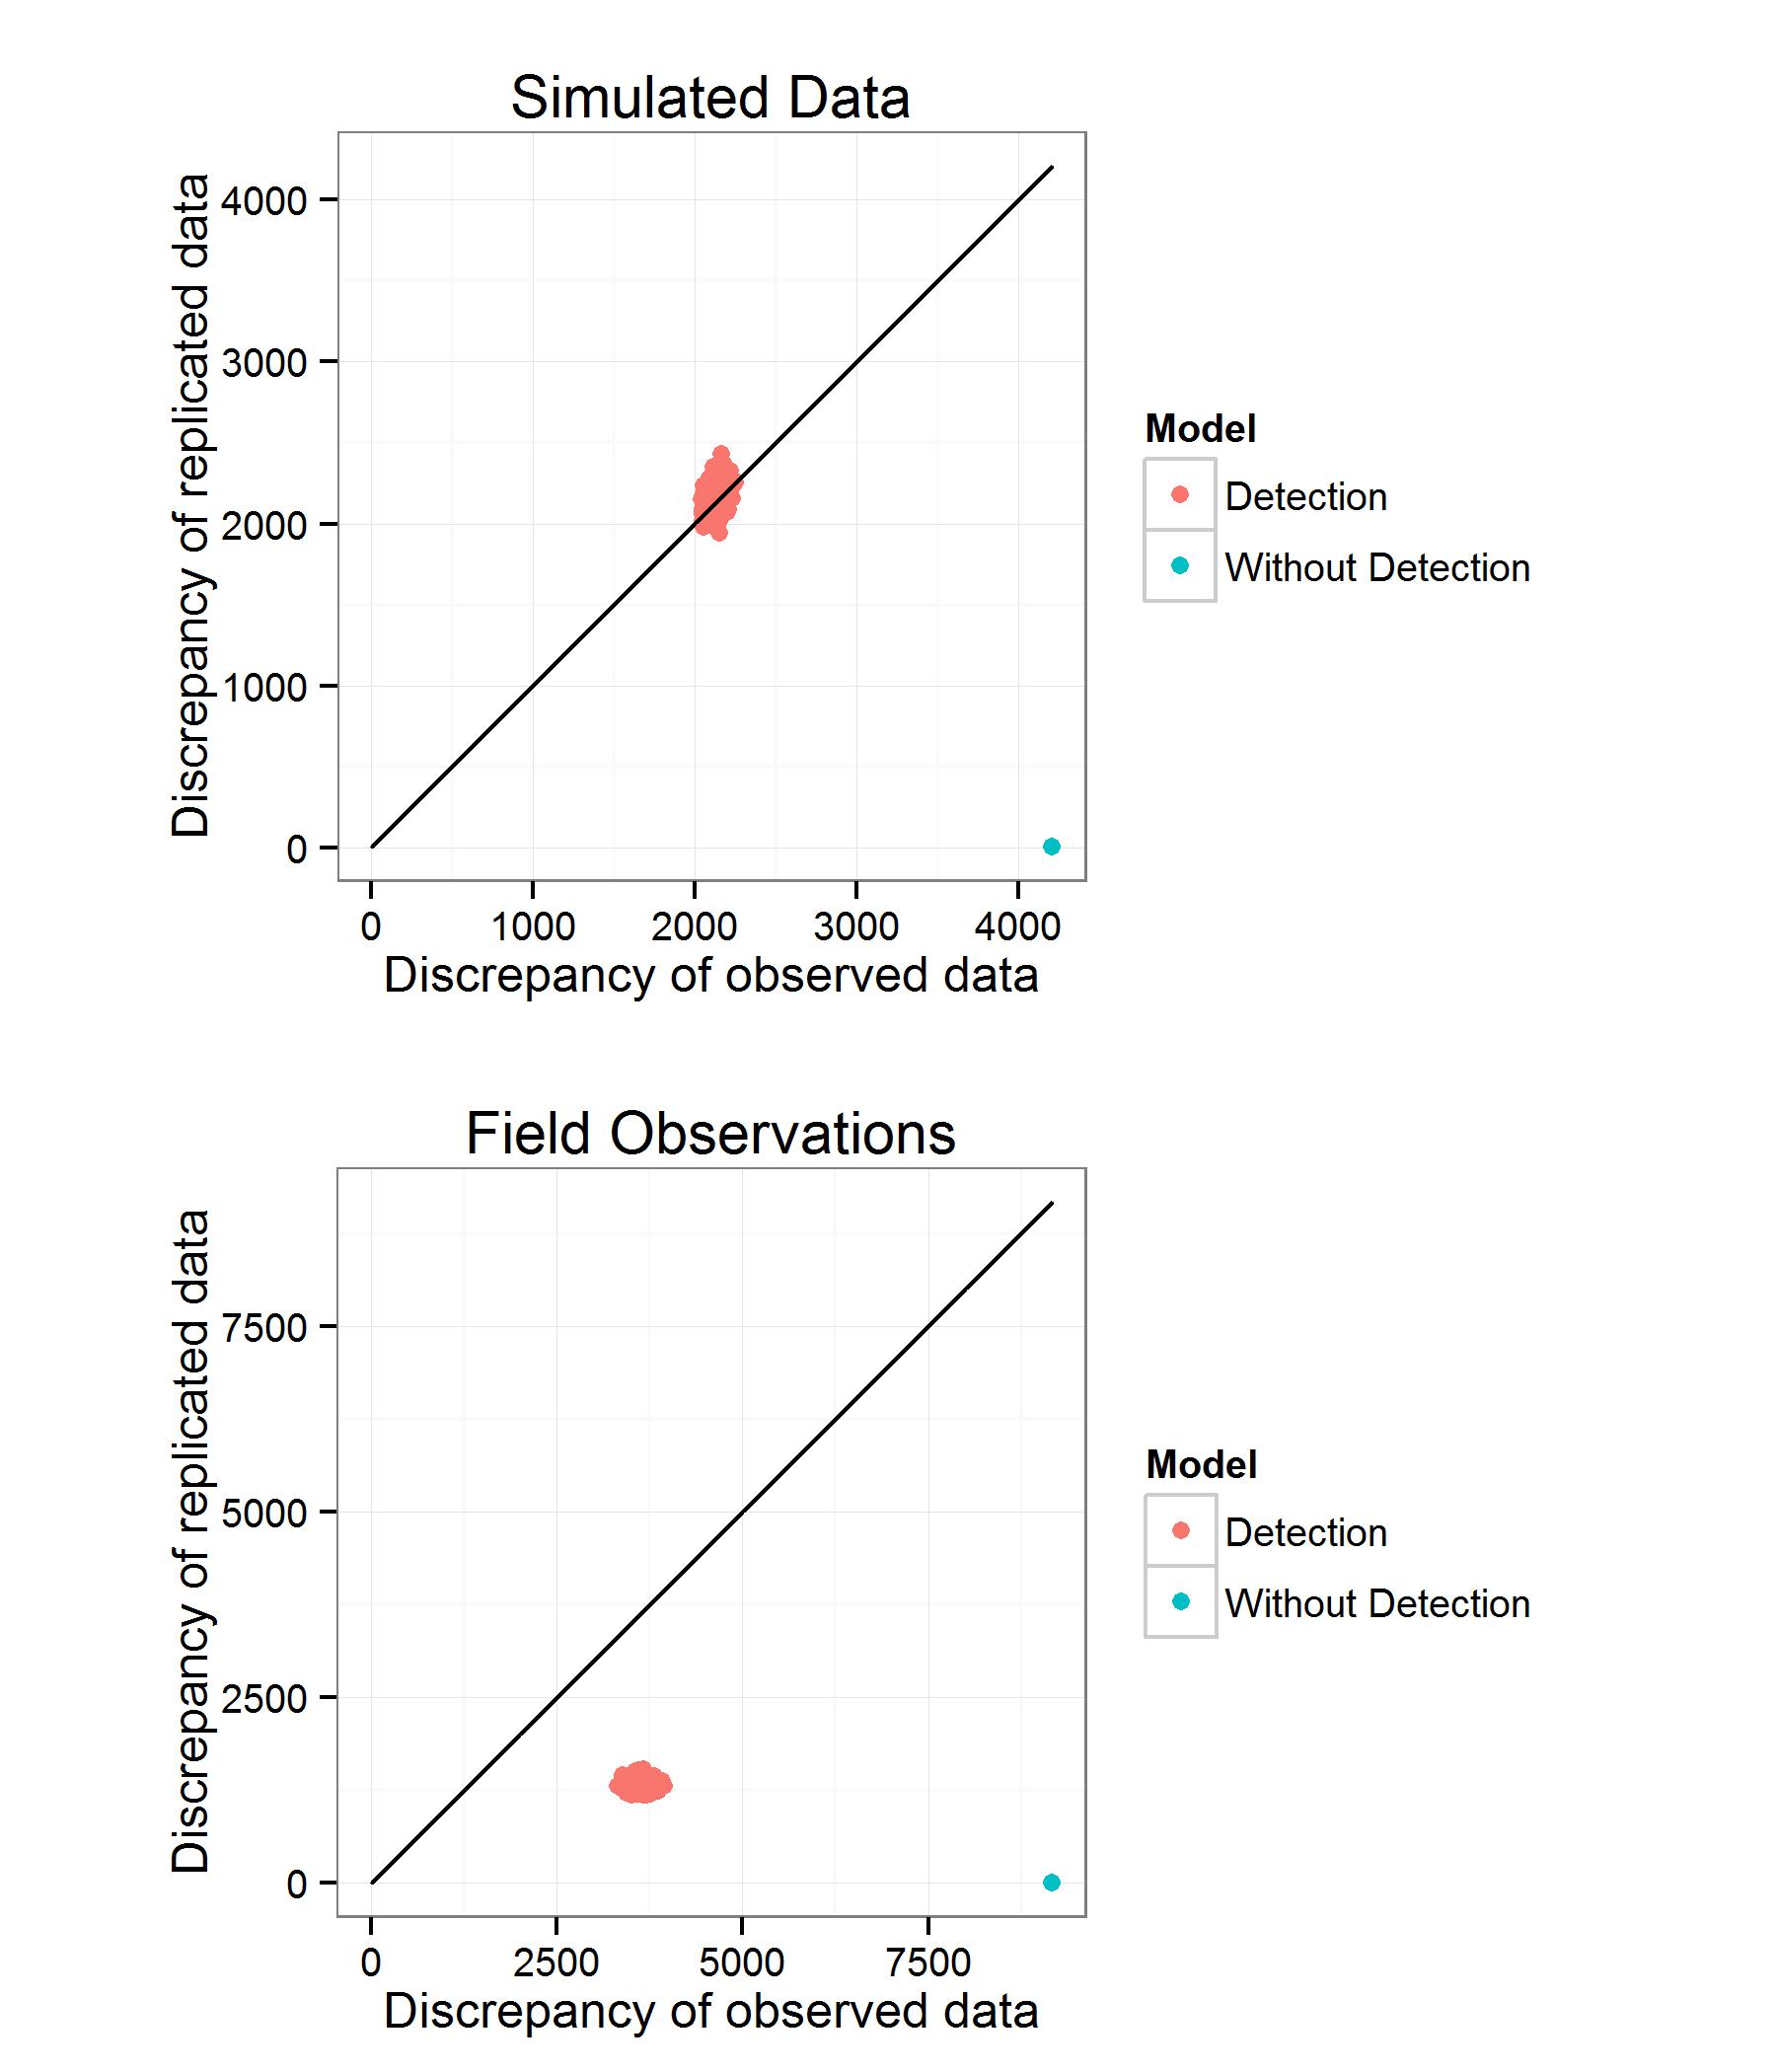 Simulated Data
Discrepancy of replicated data
4000
3000
2000
1000
0
0 1000 2000 3000 4000
Discrepancy of observed data
Model
Detection
Without Detection
Field Observations
Discrepancy of replicated data
7500
5000
2500
0
0 2500 5000 7500
Discrepancy of observed data
Model
Detection
Without Detection